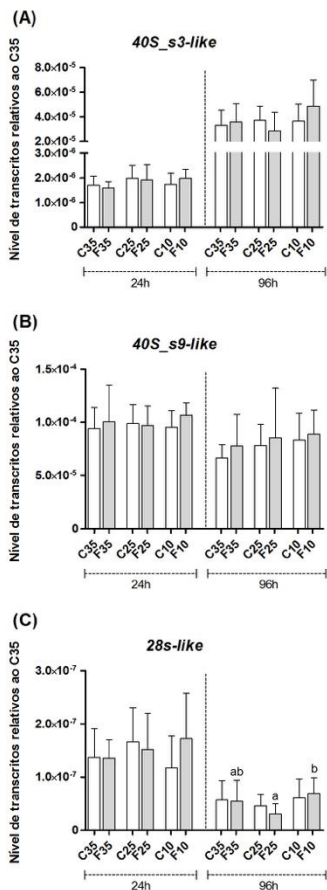 (A)
40S_s3-like
Nível de transcritos relativos ao C35
8.0×10⁻⁵
6.0×10⁻⁵
4.0×10⁻⁵
2.0×10⁻⁵
3.0×10⁻⁶
2.0×10⁻⁶
1.0×10⁻⁶
0
C35 F35 C25 F25 C10 F10 C35 F35 C25 F25 C10 F10
24h 96h
(B)
40S_s9-like
Nível de transcritos relativos ao C35
1.5×10⁻⁴
1.0×10⁻⁴
5.0×10⁻⁵
0
C35 F35 C25 F25 C10 F10 C35 F35 C25 F25 C10 F10
24h 96h
(C)
28s-like
Nível de transcritos relativos ao C35
3.0×10⁻⁷
2.0×10⁻⁷
1.0×10⁻⁷
0
ab a b
C35 F35 C25 F25 C10 F10 C35 F35 C25 F25 C10 F10
24h 96h